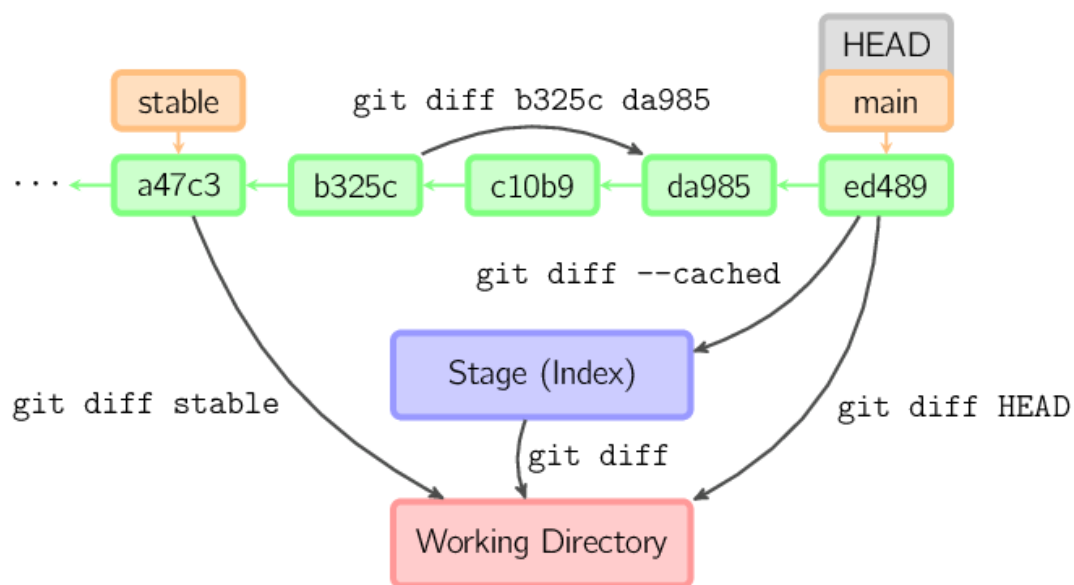 HEAD
stable
git diff b325c da985
main
...
a47c3
b325c
c10b9
da985
ed489
git diff --cached
Stage (Index)
git diff stable
git diff HEAD
git diff
Working Directory